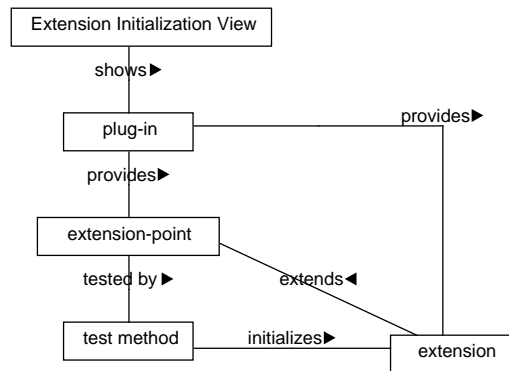 Extension Initialization View
shows▶
plug-in
provides▶
provides▶
extension-point
tested by▶
extends◀
test method
initializes▶
extension